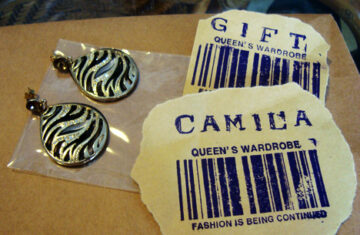 GIFT
QUEEN'S WARDROBE
CAMILA
QUEEN'S WARDROBE
FASHION IS BEING CONTINUED